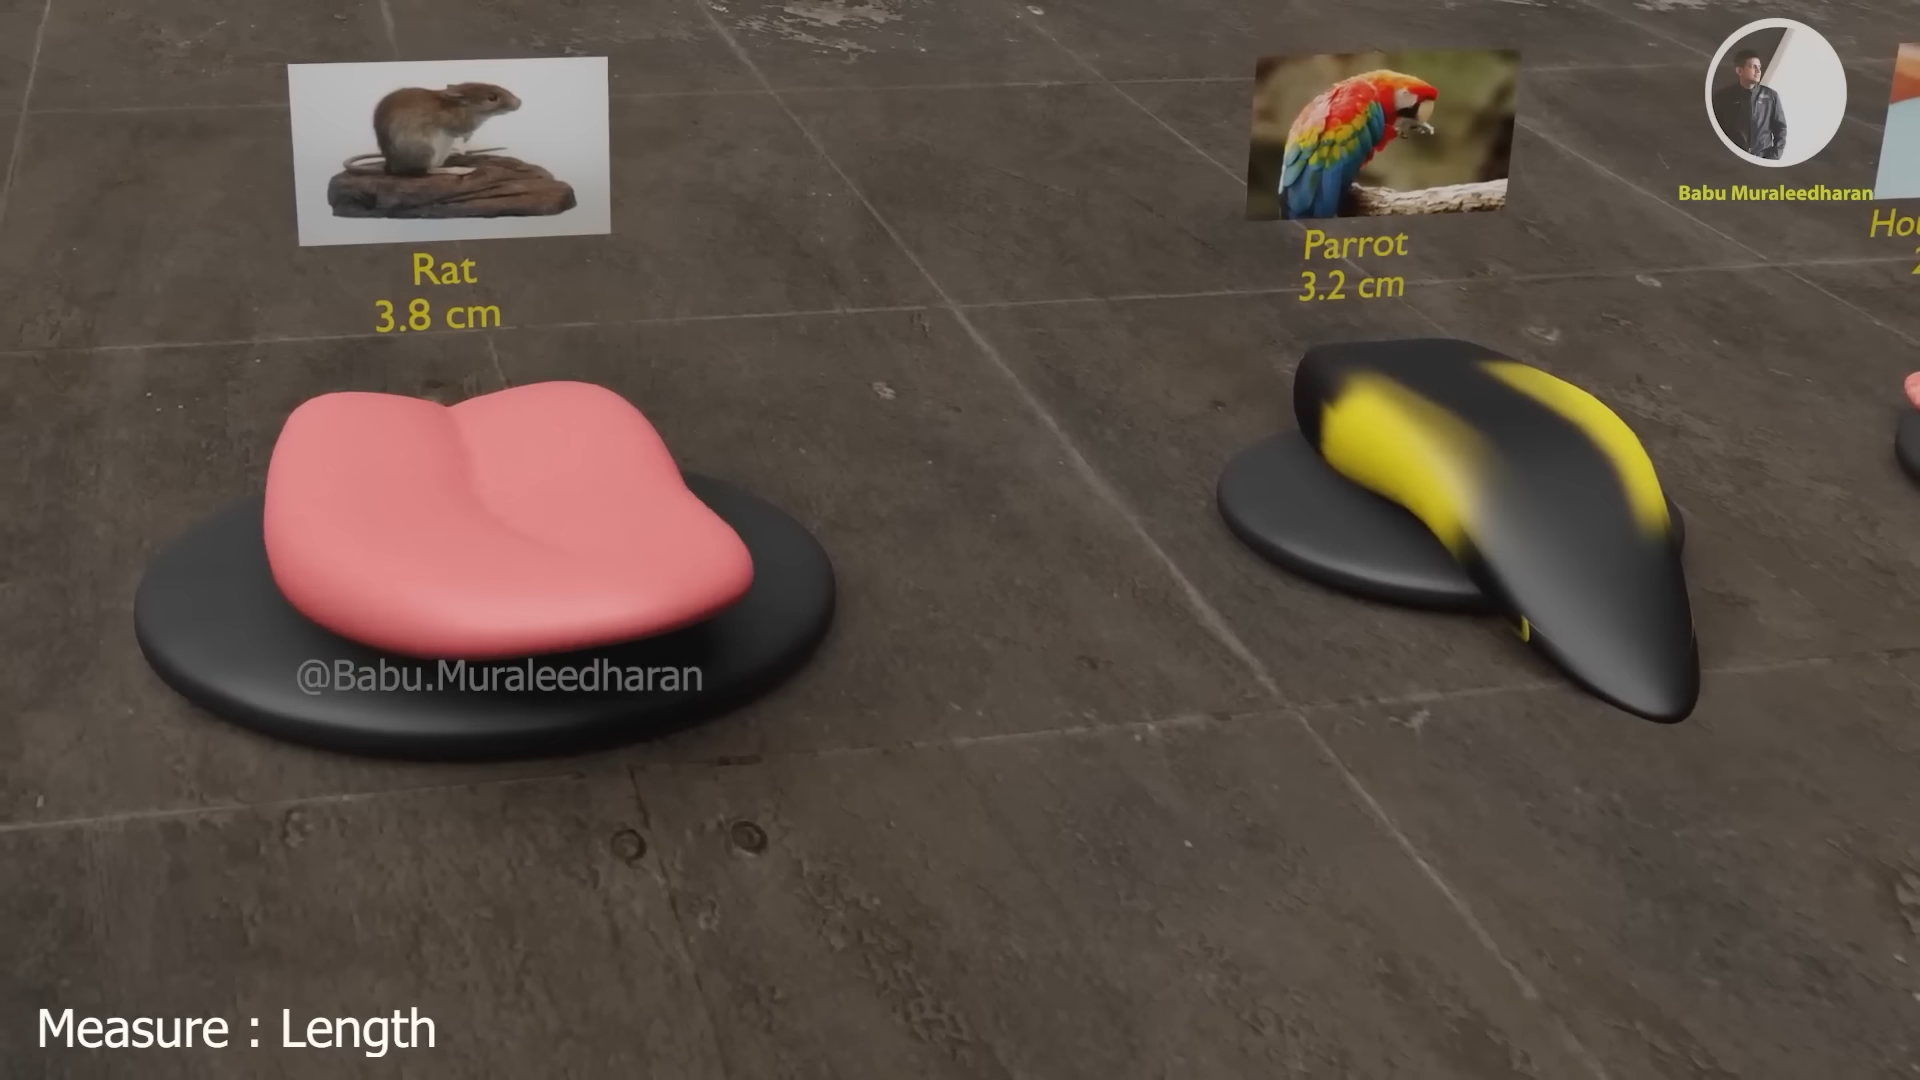 Rat
3.8 cm
Parrot
3.2 cm
Babu Muraleedharan
@Babu.Muraleedharan
Measure : Length